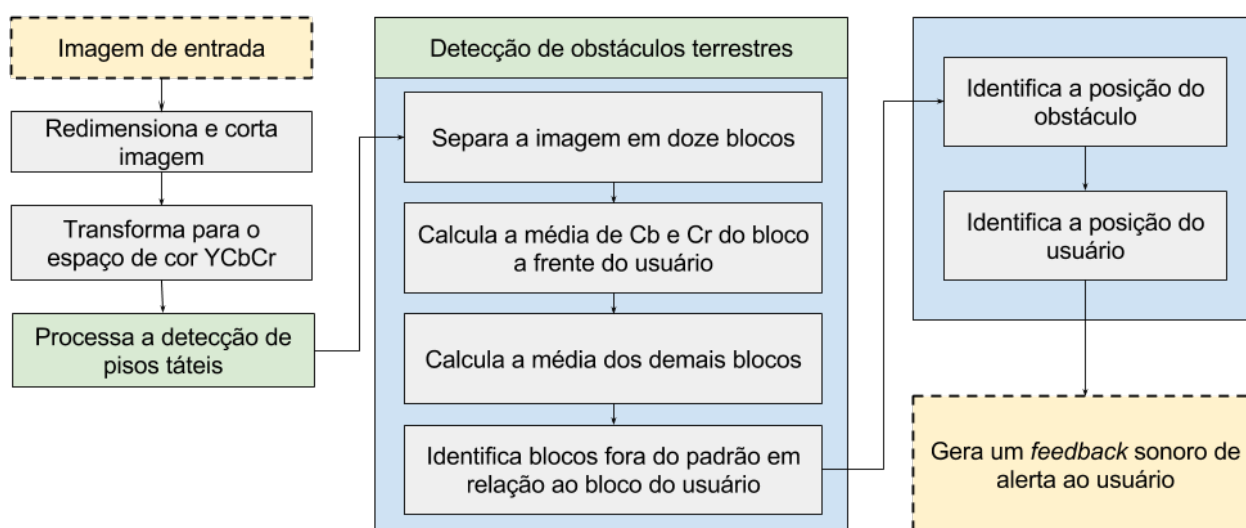 Imagem de entrada
Redimensiona e corta
imagem
Transforma para o
espaço de cor YCbCr
Processa a detecção de
pisos táteis
Detecção de obstáculos terrestres
Separa a imagem em doze blocos
Calcula a média de Cb e Cr do bloco
a frente do usuário
Calcula a média dos demais blocos
Identifica blocos fora do padrão em
relação ao bloco do usuário
Identifica a posição do
obstáculo
Identifica a posição do
usuário
Gera um feedback sonoro de
alerta ao usuário